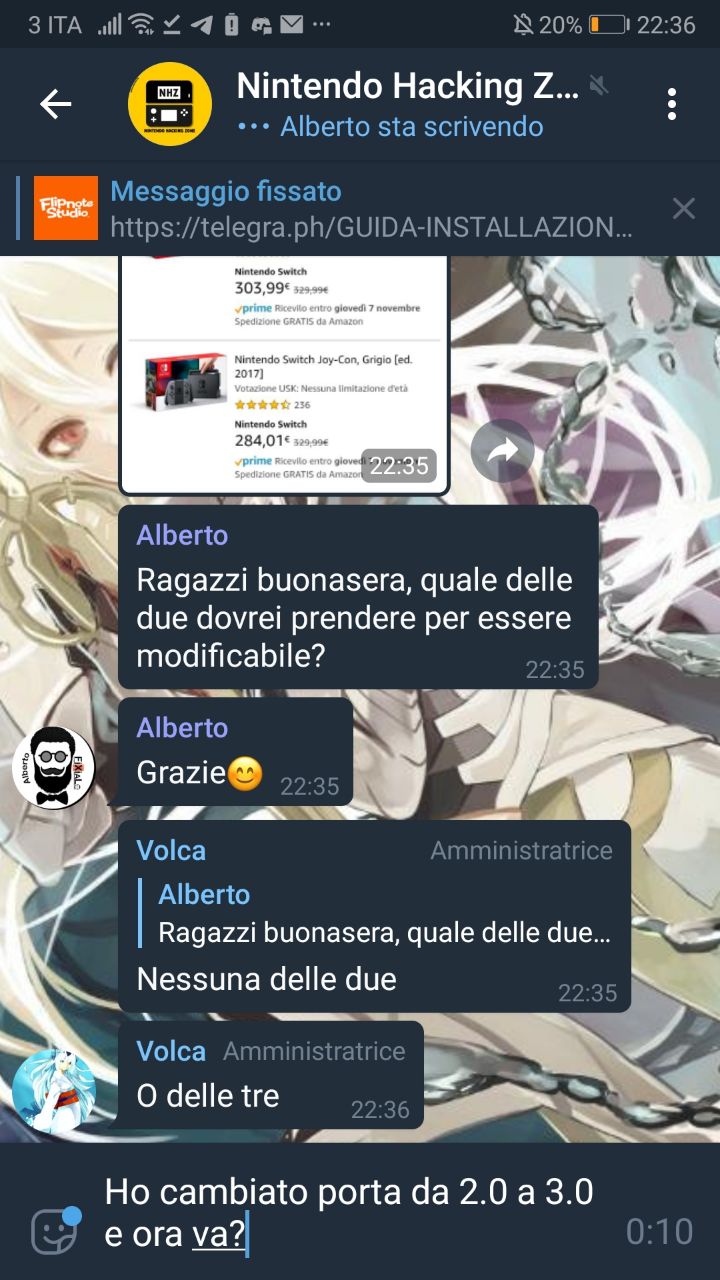 3 ITA 20% 22:36
NHZ
NINTENDO HACKING ZONE
Nintendo Hacking Z...
Alberto sta scrivendo
Flipnote
Studio
Messaggio fissato
https://telegra.ph/GUIDA-INSTALLAZION...
Nintendo Switch
303,99€ 329,99€
prime Ricevilo entro giovedì 7 novembre
Spedizione GRATIS da Amazon
Nintendo Switch Joy-Con, Grigio [ed.
2017]
Votazione USK: Nessuna limitazione d'età
236
Nintendo Switch
284,01€ 329,99€
prime Ricevilo entro giovedì
Spedizione GRATIS da Amazon
22:35
Alberto
Ragazzi buonasera, quale delle
due dovrei prendere per essere
modificabile?
22:35
Alberto
Grazie😊 22:35
Alberto
Volca Amministratrice
Alberto
Ragazzi buonasera, quale delle due...
Nessuna delle due
22:35
Volca Amministratrice
O delle tre
22:36
Ho cambiato porta da 2.0 a 3.0
e ora va?
0:10